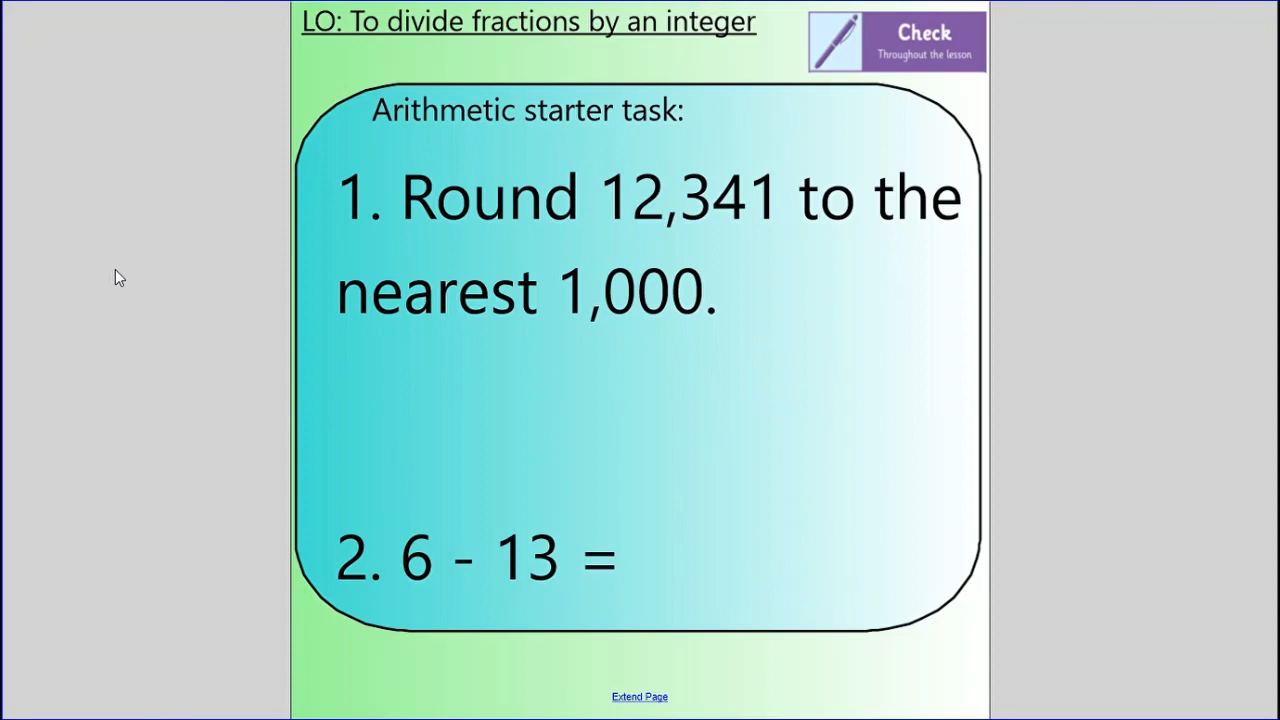 LO: To divide fractions by an integer
Check
Throughout the lesson
Arithmetic starter task:
1. Round 12,341 to the
nearest 1,000.
2. 6 - 13 =
Extend Page